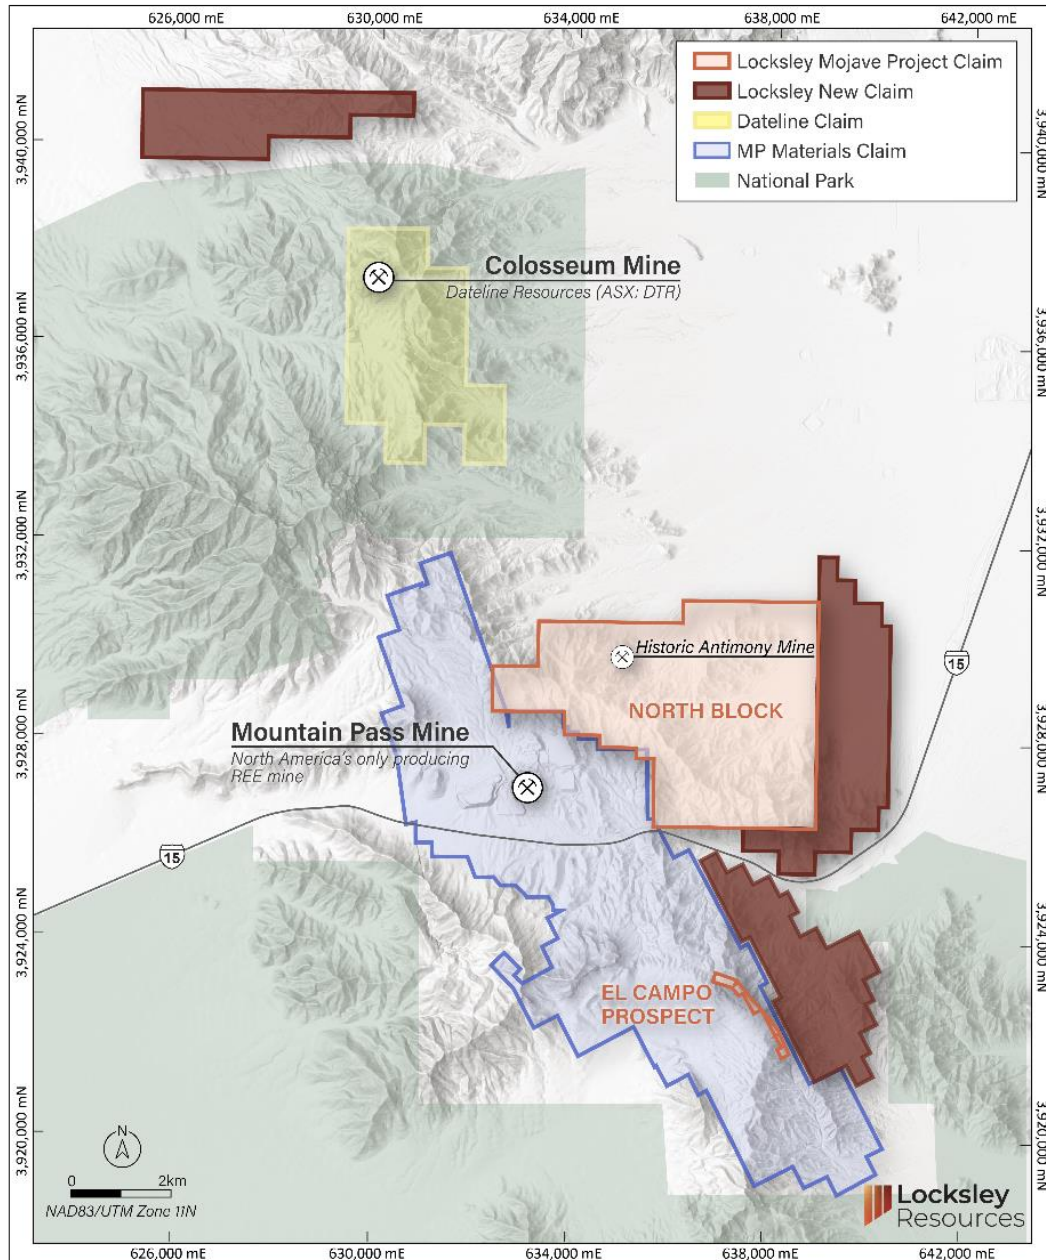 626,000 mE
630,000 mE
634,000 mE
638,000 mE
642,000 mE
Locksley Mojave Project Claim
Locksley New Claim
Dateline Claim
MP Materials Claim
National Park
3,940,000 mN
3,940,000 mN
Colosseum Mine
Dateline Resources (ASX: DTR)
3,936,000 mN
3,936,000 mN
3,932,000 mN
3,932,000 mN
Historic Antimony Mine
15
NORTH BLOCK
3,928,000 mN
3,928,000 mN
Mountain Pass Mine
North America's only producing
REE mine
15
3,924,000 mN
3,924,000 mN
EL CAMPO
PROSPECT
3,920,000 mN
3,920,000 mN
N
0 2km
NAD83/UTM Zone 11N
Locksley
Resources
626,000 mE
630,000 mE
634,000 mE
638,000 mE
642,000 mE